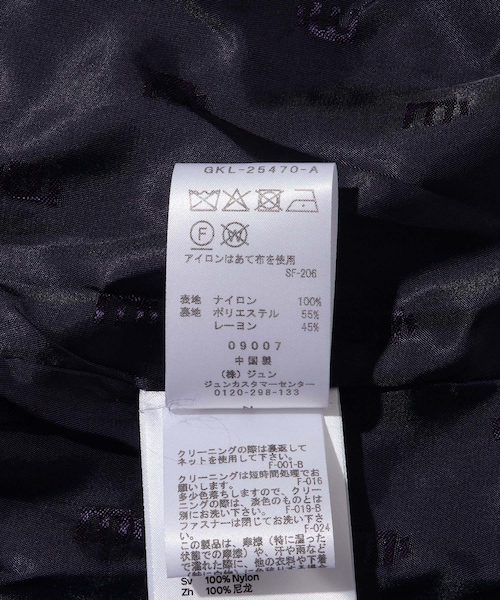 GKL-25470-A
F W
アイロンはあて布を使用
SF-206
表地 ナイロン 100%
裏地 ポリエステル 55%
レーヨン 45%
09007
中国製
(株)ジュン
ジュンカスタマーセンター
0120-298-133
クリーニングの際は裏返して
ネットを使用して下さい。
F-001-B
クリーニングは短時間処理でお
願いします。 F-016
多少色落ちしますので、クリー
ニングの際は、淡色のものとは
別にお洗い下さい。 F-019-B
ファスナーは閉じてお洗い下さ
い。 F-024
この製品は、摩擦(特に湿った
状態での摩擦)や、汗や雨など
で濡れた際に、他の衣料や下着
Sv 100% Nylon
Zh 100% 尼龙